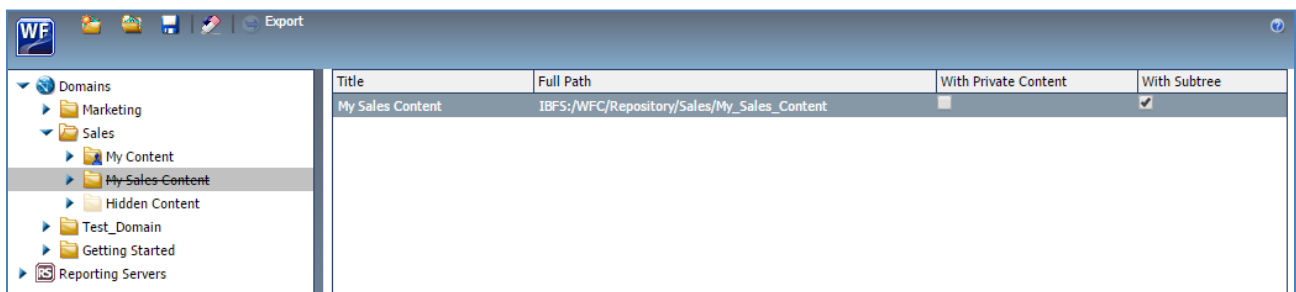 WF Export
Domains
Marketing
Sales
My Content
My Sales Content
Hidden Content
Test_Domain
Getting Started
RS Reporting Servers
Title Full Path With Private Content With Subtree
My Sales Content IBFS:/WFC/Repository/Sales/My_Sales_Content